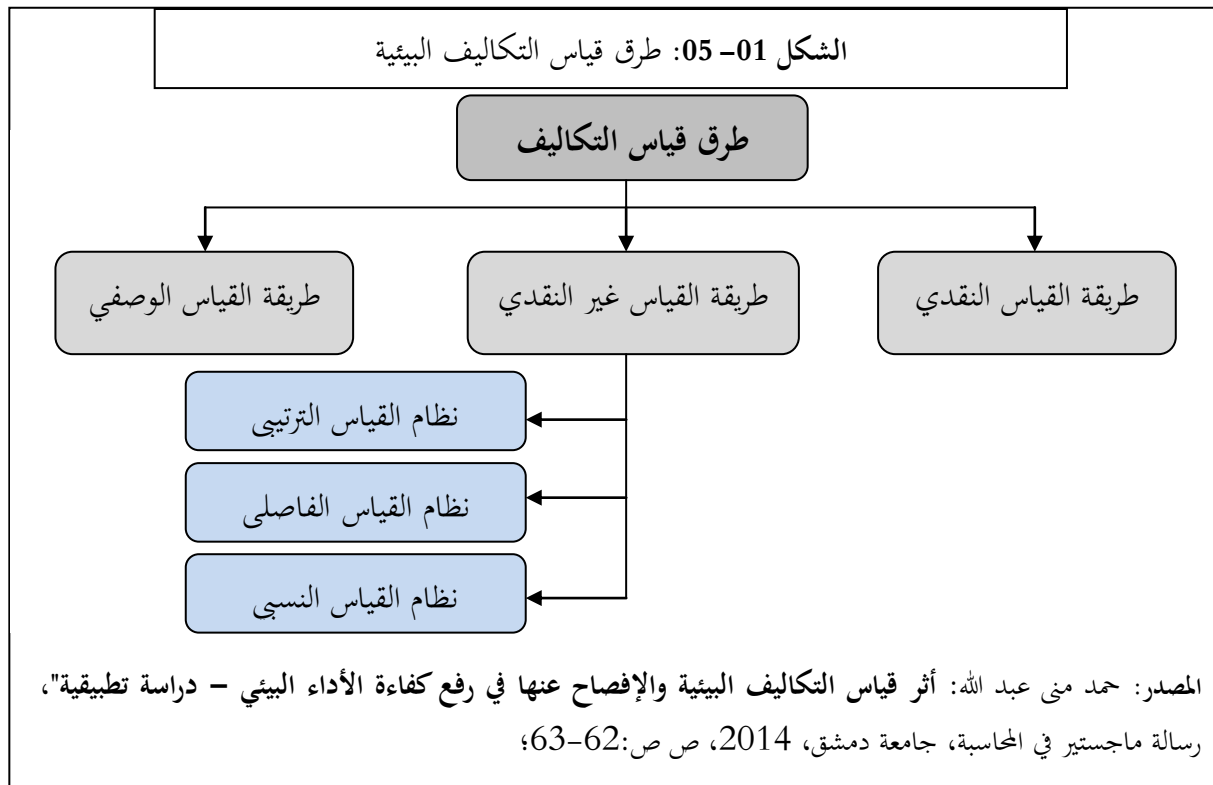 الشكل 01-05: طرق قياس التكاليف البيئية
طرق قياس التكاليف
طريقة القياس النقدي
طريقة القياس غير النقدي
طريقة القياس الوصفي
نظام القياس الترتيبى
نظام القياس الفاصلى
نظام القياس النسبى
المصدر: حمد منى عبد الله: أثر قياس التكاليف البيئية والإفصاح عنها في رفع كفاءة الأداء البيئي – دراسة تطبيقية"،
رسالة ماجستير في المحاسبة، جامعة دمشق، 2014، ص ص:62-63؛